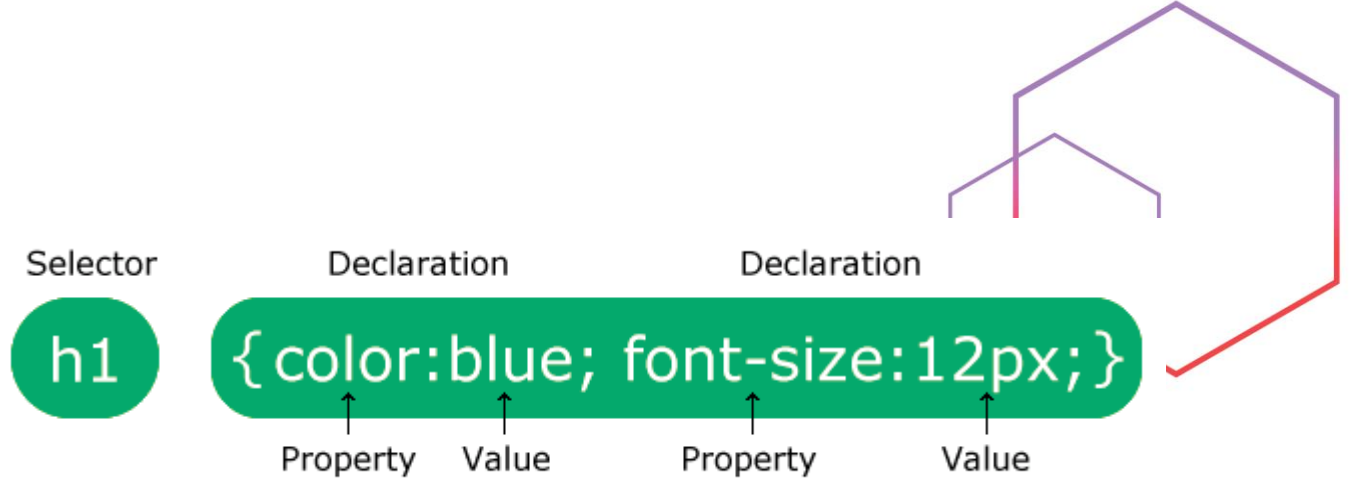 Selector Declaration Declaration
h1 {color:blue; font-size:12px;}
Property Value Property Value